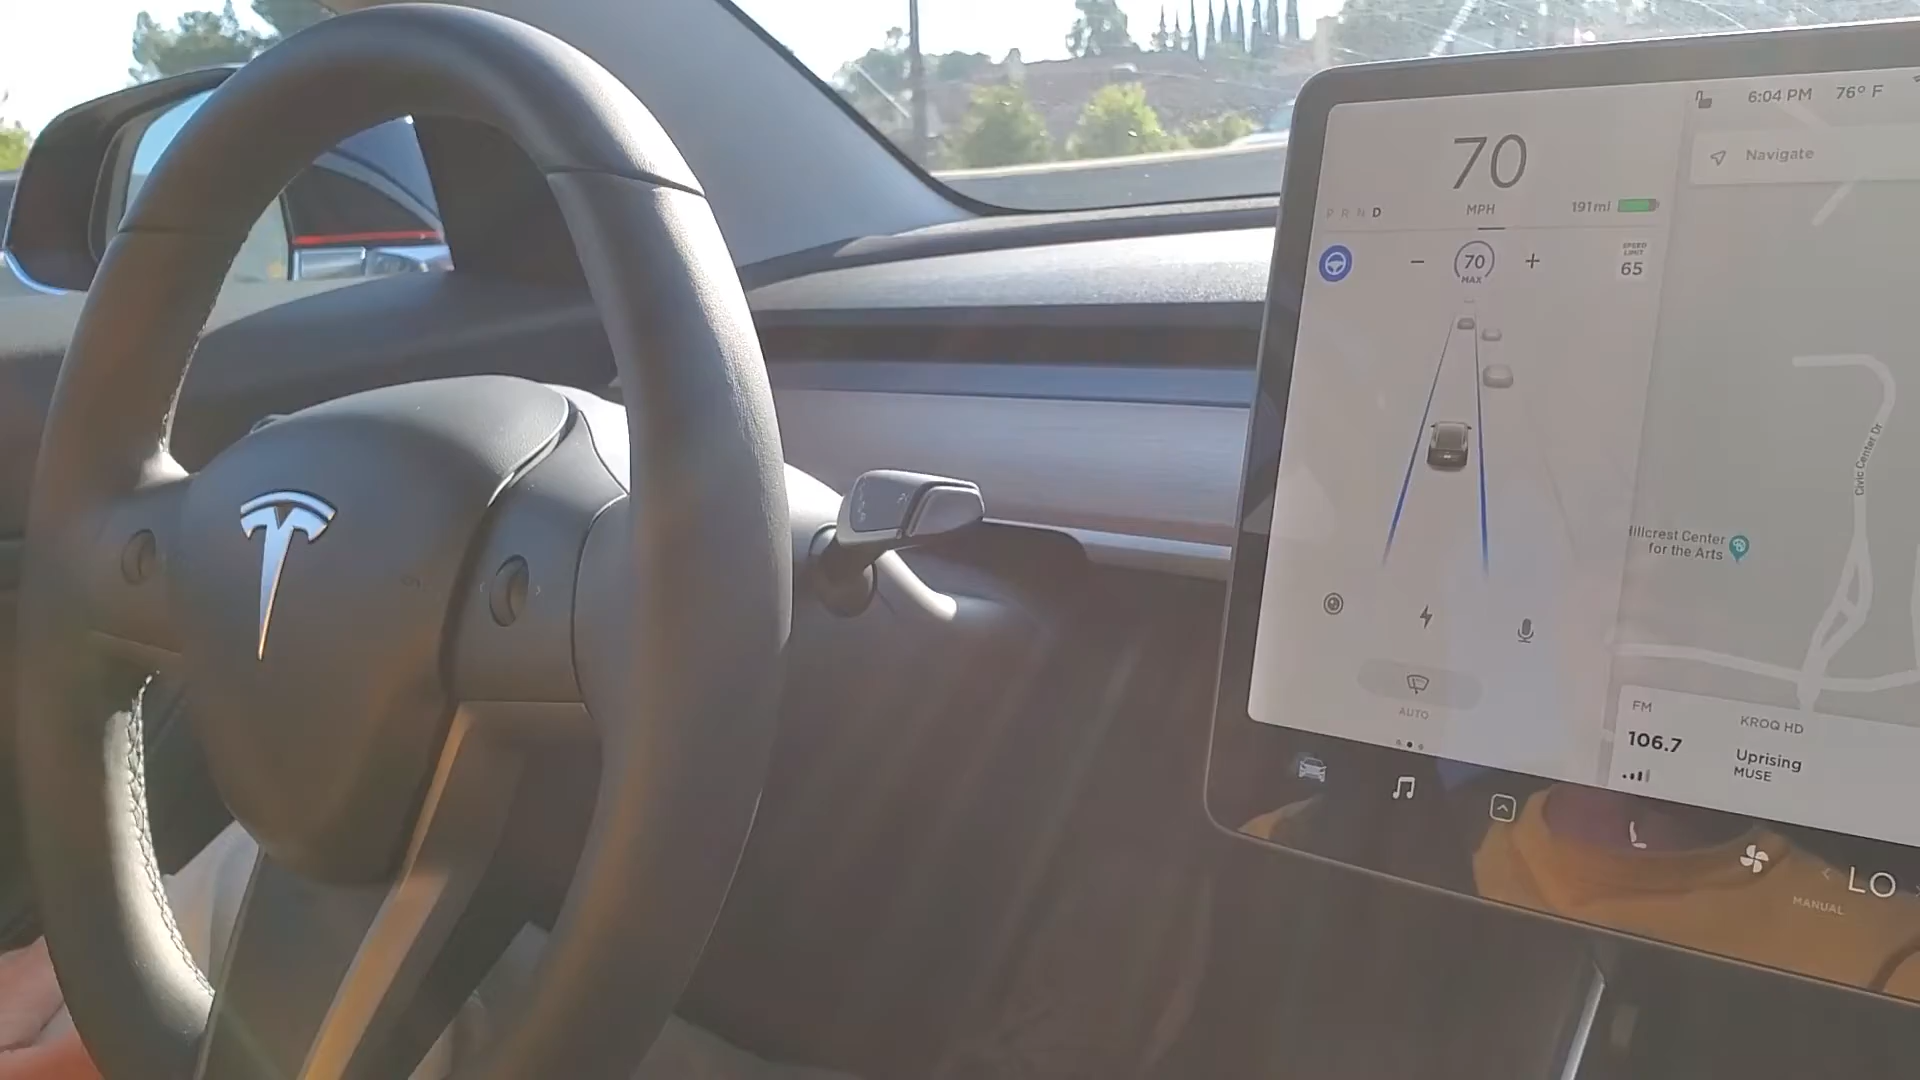 6:04 PM 76° F
Navigate
70
MPH
P R N D
191 mi
70
MAX
SPEED
LIMIT
65
Civic Center Dr
Hillcrest Center
for the Arts
AUTO
FM
106.7
KROQ HD
Uprising
MUSE
LO
MANUAL